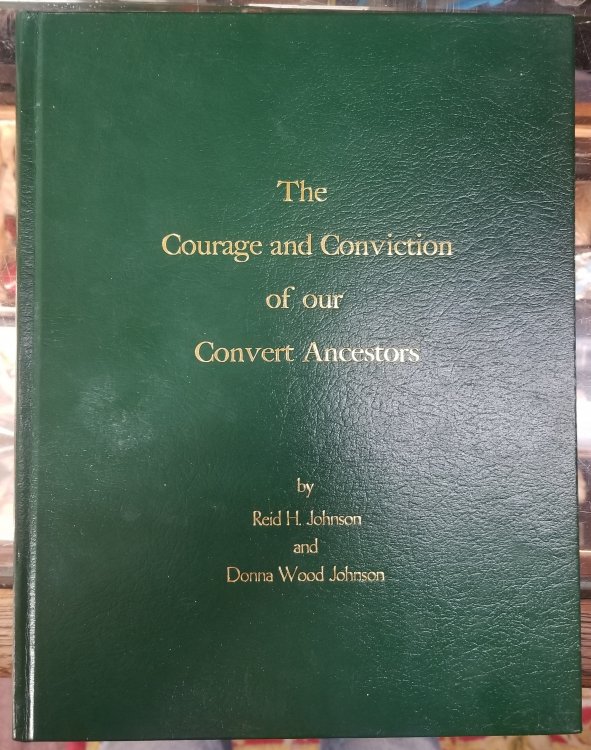 The
Courage and Conviction
of our
Convert Ancestors
by
Reid H. Johnson
and
Donna Wood Johnson